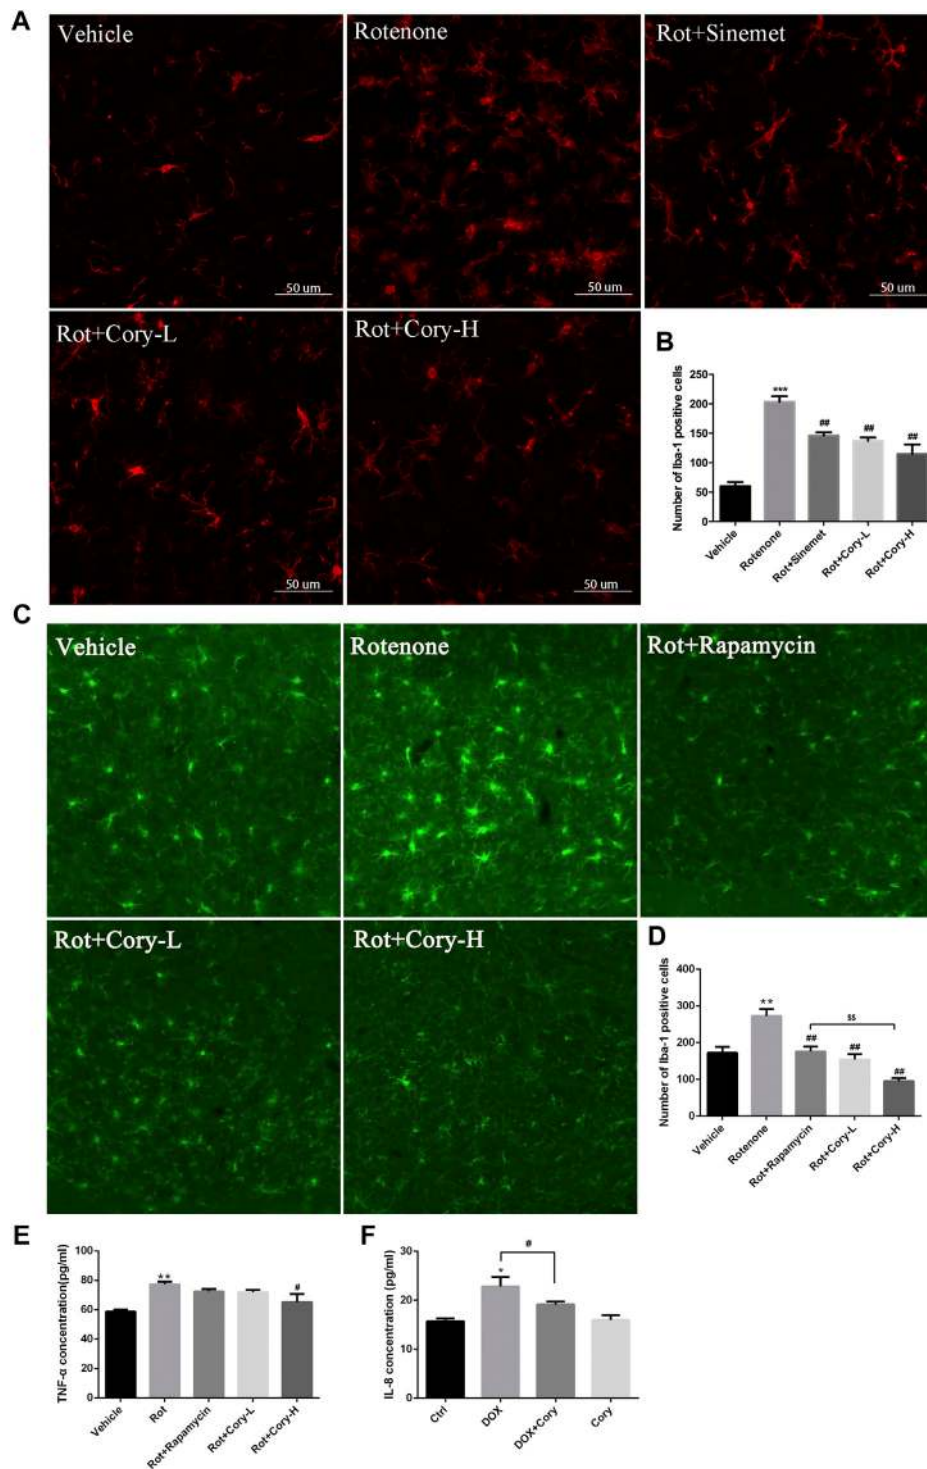 A
Vehicle
Rotenone
Rot+Sinemet
50 um
50 um
50 um
Rot+Cory-L
Rot+Cory-H
50 um
50 um
B
Number of Iba-1 positive cells
250
200
150
100
50
0
***
##
##
##
Vehicle
Rotenone
Rot+Sinemet
Rot+Cory-L
Rot+Cory-H
C
Vehicle
Rotenone
Rot+Rapamycin
Rot+Cory-L
Rot+Cory-H
D
Number of Iba-1 positive cells
400
300
200
100
0
**
##
##
##
$$
Vehicle
Rotenone
Rot+Rapamycin
Rot+Cory-L
Rot+Cory-H
E
TNF-α concentration(pg/ml)
100
80
60
40
20
0
**
#
Vehicle
Rot
Rot+Rapamycin
Rot+Cory-L
Rot+Cory-H
F
IL-8 concentration (pg/ml)
30
20
10
0
*
#
Ctrl
DOX
DOX+Cory
Cory